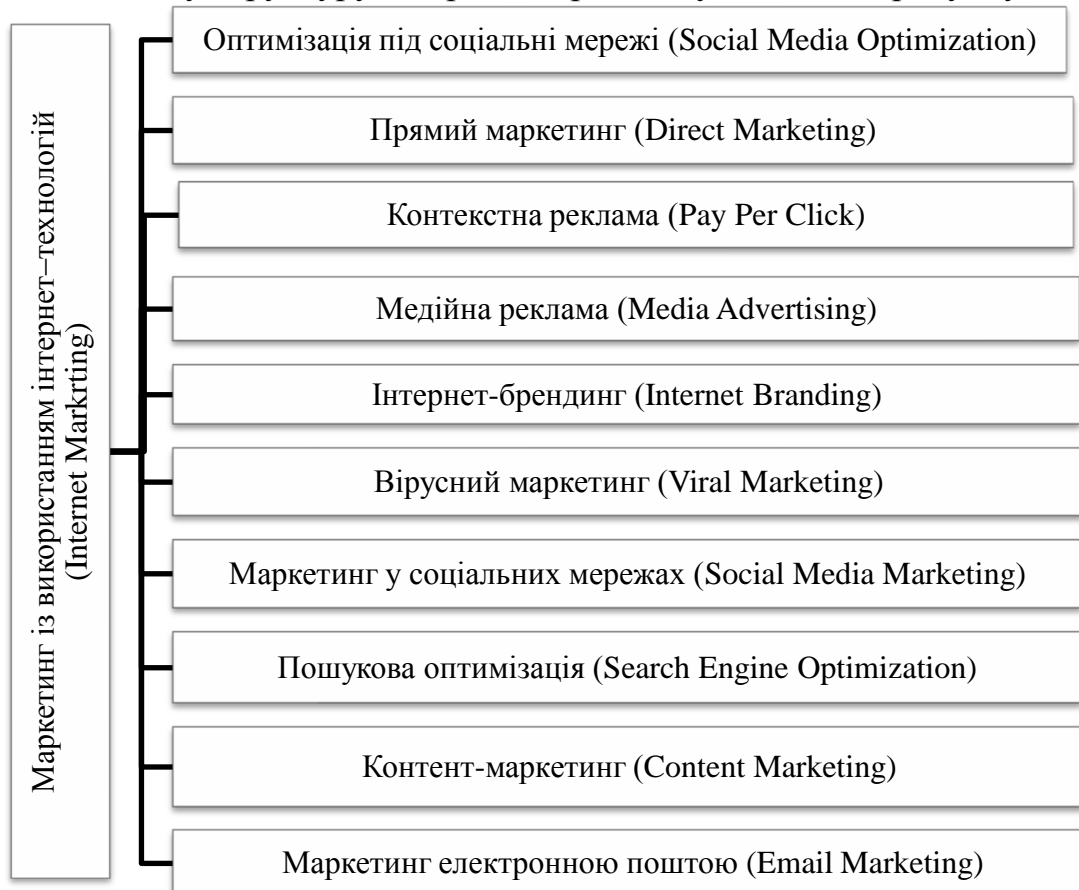 Маркетинг із використанням інтернет–технологій
(Internet Markrting)
Оптимізація під соціальні мережі (Social Media Optimization)
Прямий маркетинг (Direct Marketing)
Контекстна реклама (Pay Per Click)
Медійна реклама (Media Advertising)
Інтернет-брендинг (Internet Branding)
Вірусний маркетинг (Viral Marketing)
Маркетинг у соціальних мережах (Social Media Marketing)
Пошукова оптимізація (Search Engine Optimization)
Контент-маркетинг (Content Marketing)
Маркетинг електронною поштою (Email Marketing)